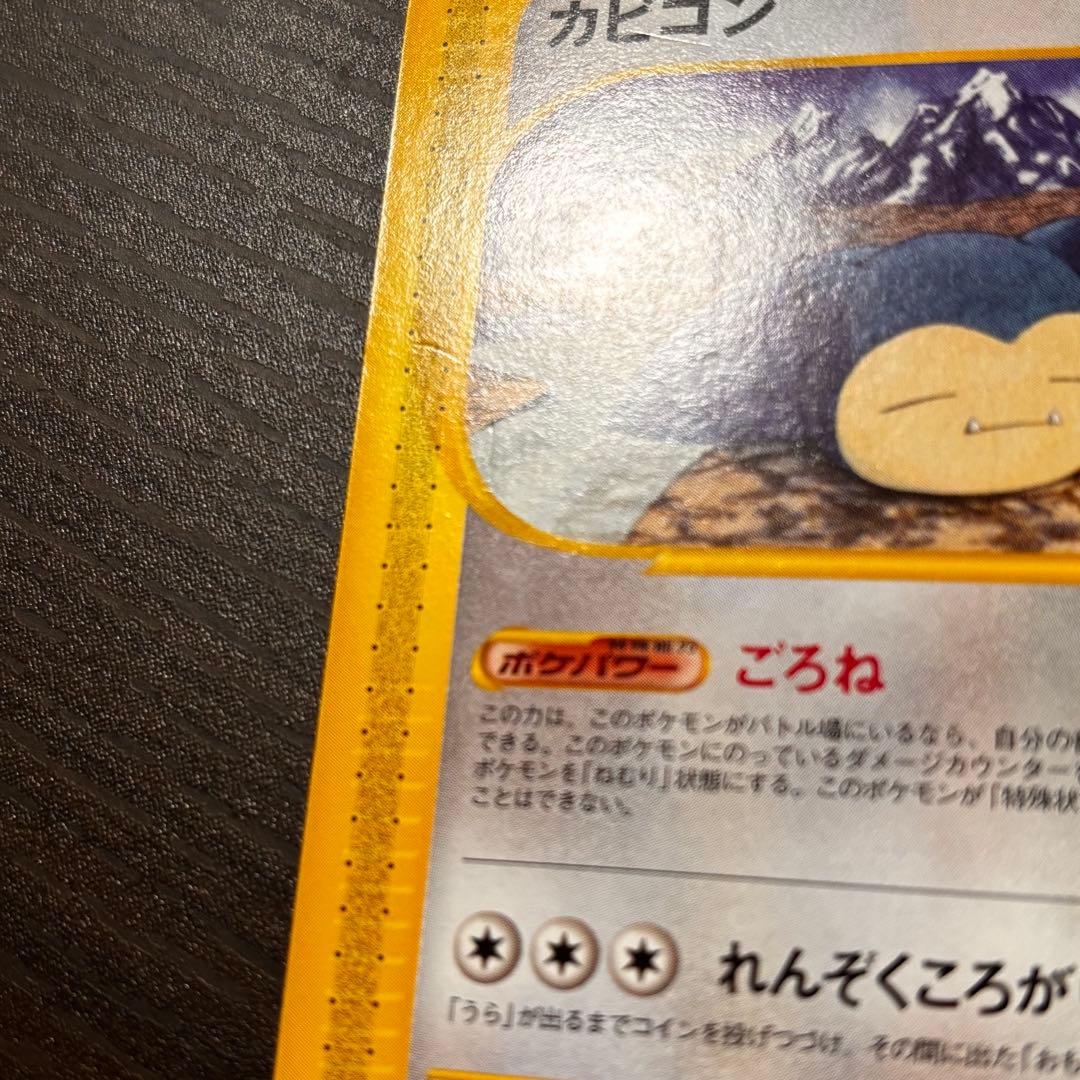 カビゴン
ポケパワー ごろね
この力は、このポケモンがバトル場にいるなら、自分の
できる。このポケモンにのっているダメージカウンター
ポケモンを「ねむり」状態にする。このポケモンが「特殊状
ことはできない。
れんぞくころが
「うら」が出るまでコインを投げつづけ、その間に出た「おも